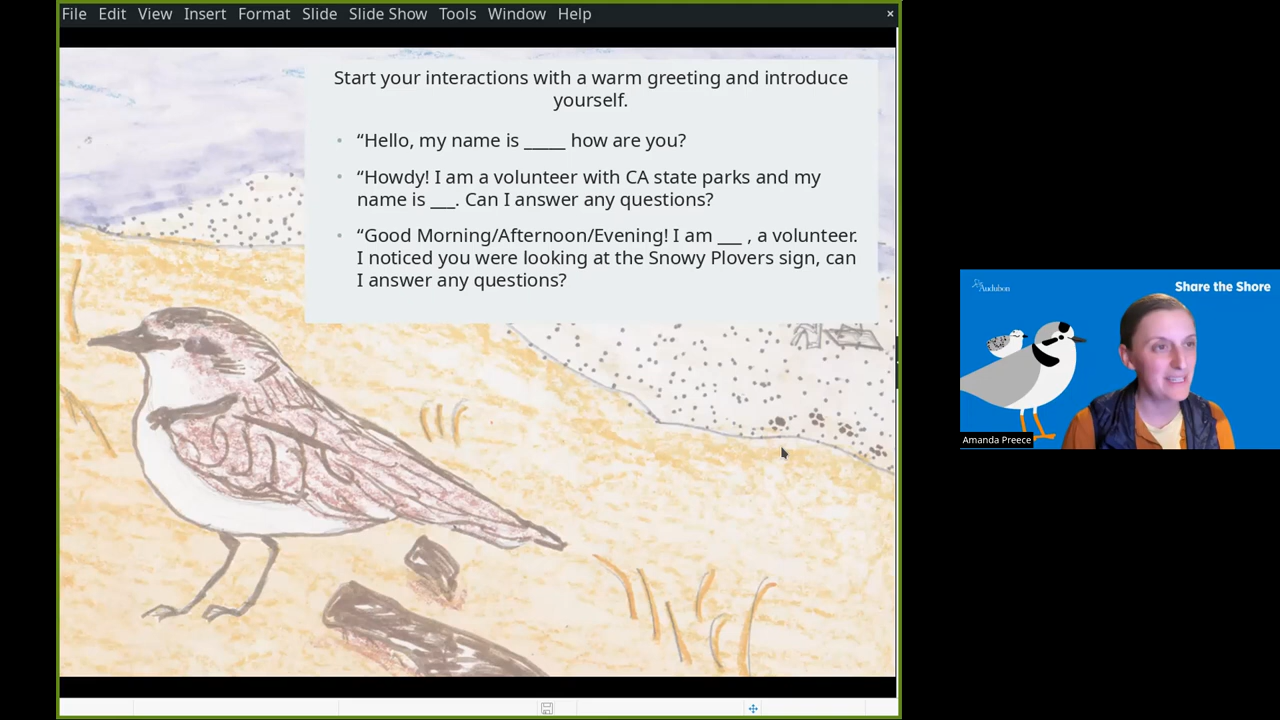 File Edit View Insert Format Slide Slide Show Tools Window Help ×
Start your interactions with a warm greeting and introduce
yourself.
• “Hello, my name is _____ how are you?
• “Howdy! I am a volunteer with CA state parks and my
name is ___. Can I answer any questions?
• “Good Morning/Afternoon/Evening! I am ___ , a volunteer.
I noticed you were looking at the Snowy Plovers sign, can
I answer any questions?
Audubon
Share the Shore
Amanda Preece